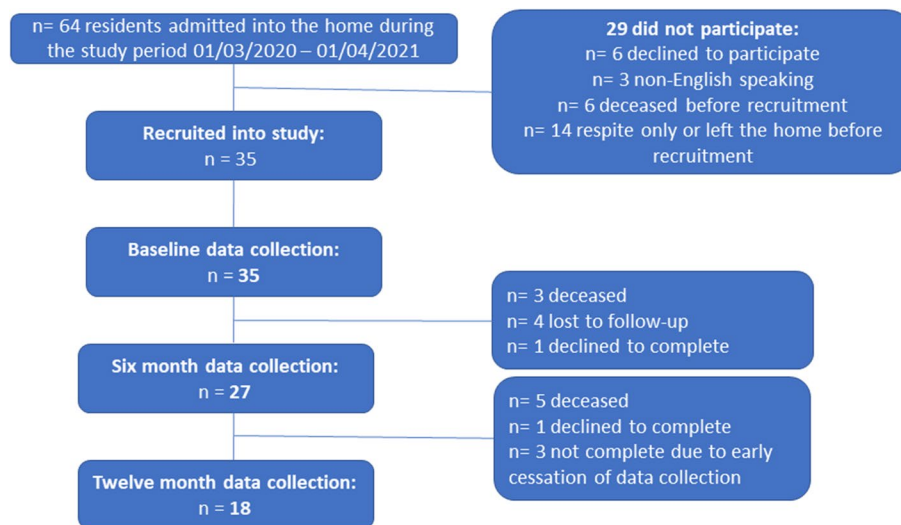 n= 64 residents admitted into the home during
the study period 01/03/2020 – 01/04/2021
29 did not participate:
n= 6 declined to participate
n= 3 non-English speaking
n= 6 deceased before recruitment
n= 14 respite only or left the home before
recruitment
Recruited into study:
n = 35
Baseline data collection:
n = 35
n= 3 deceased
n= 4 lost to follow-up
n= 1 declined to complete
Six month data collection:
n = 27
n= 5 deceased
n= 1 declined to complete
n= 3 not complete due to early
cessation of data collection
Twelve month data collection:
n = 18